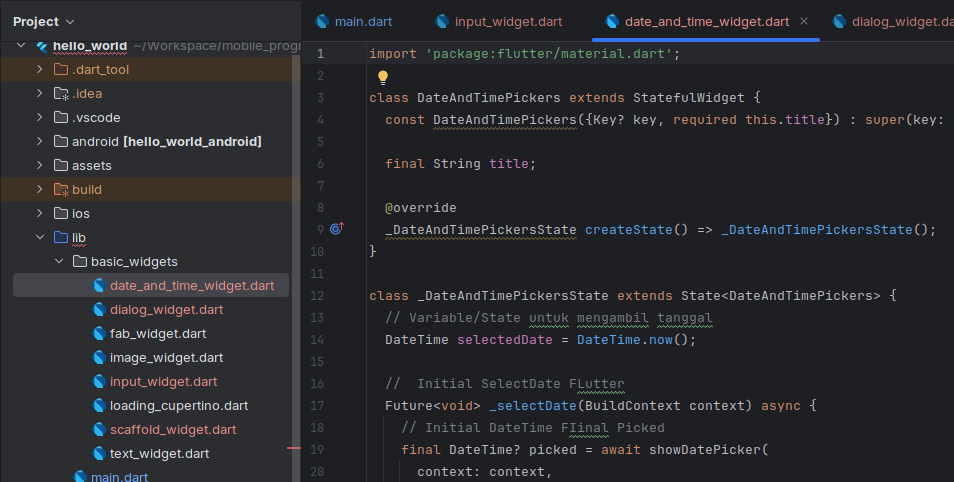 Project
main.dart
input_widget.dart
date_and_time_widget.dart
dialog_widget.da
hello_world ~/Workspace/mobile_prog
.dart_tool
.idea
.vscode
android [hello_world_android]
assets
build
ios
lib
basic_widgets
date_and_time_widget.dart
dialog_widget.dart
fab_widget.dart
image_widget.dart
input_widget.dart
loading_cupertino.dart
scaffold_widget.dart
text_widget.dart
main.dart
1 import 'package:flutter/material.dart';
2
3 class DateAndTimePickers extends StatefulWidget {
4 const DateAndTimePickers({Key? key, required this.title}) : super(key:
5
6 final String title;
7
8 @override
9 _DateAndTimePickersState createState() => _DateAndTimePickersState();
10 }
11
12 class _DateAndTimePickersState extends State<DateAndTimePickers> {
13 // Variable/State untuk mengambil tanggal
14 DateTime selectedDate = DateTime.now();
15
16 //  Initial SelectDate FLutter
17 Future<void> _selectDate(BuildContext context) async {
18 // Initial DateTime FIinal Picked
19 final DateTime? picked = await showDatePicker(
20 context: context,